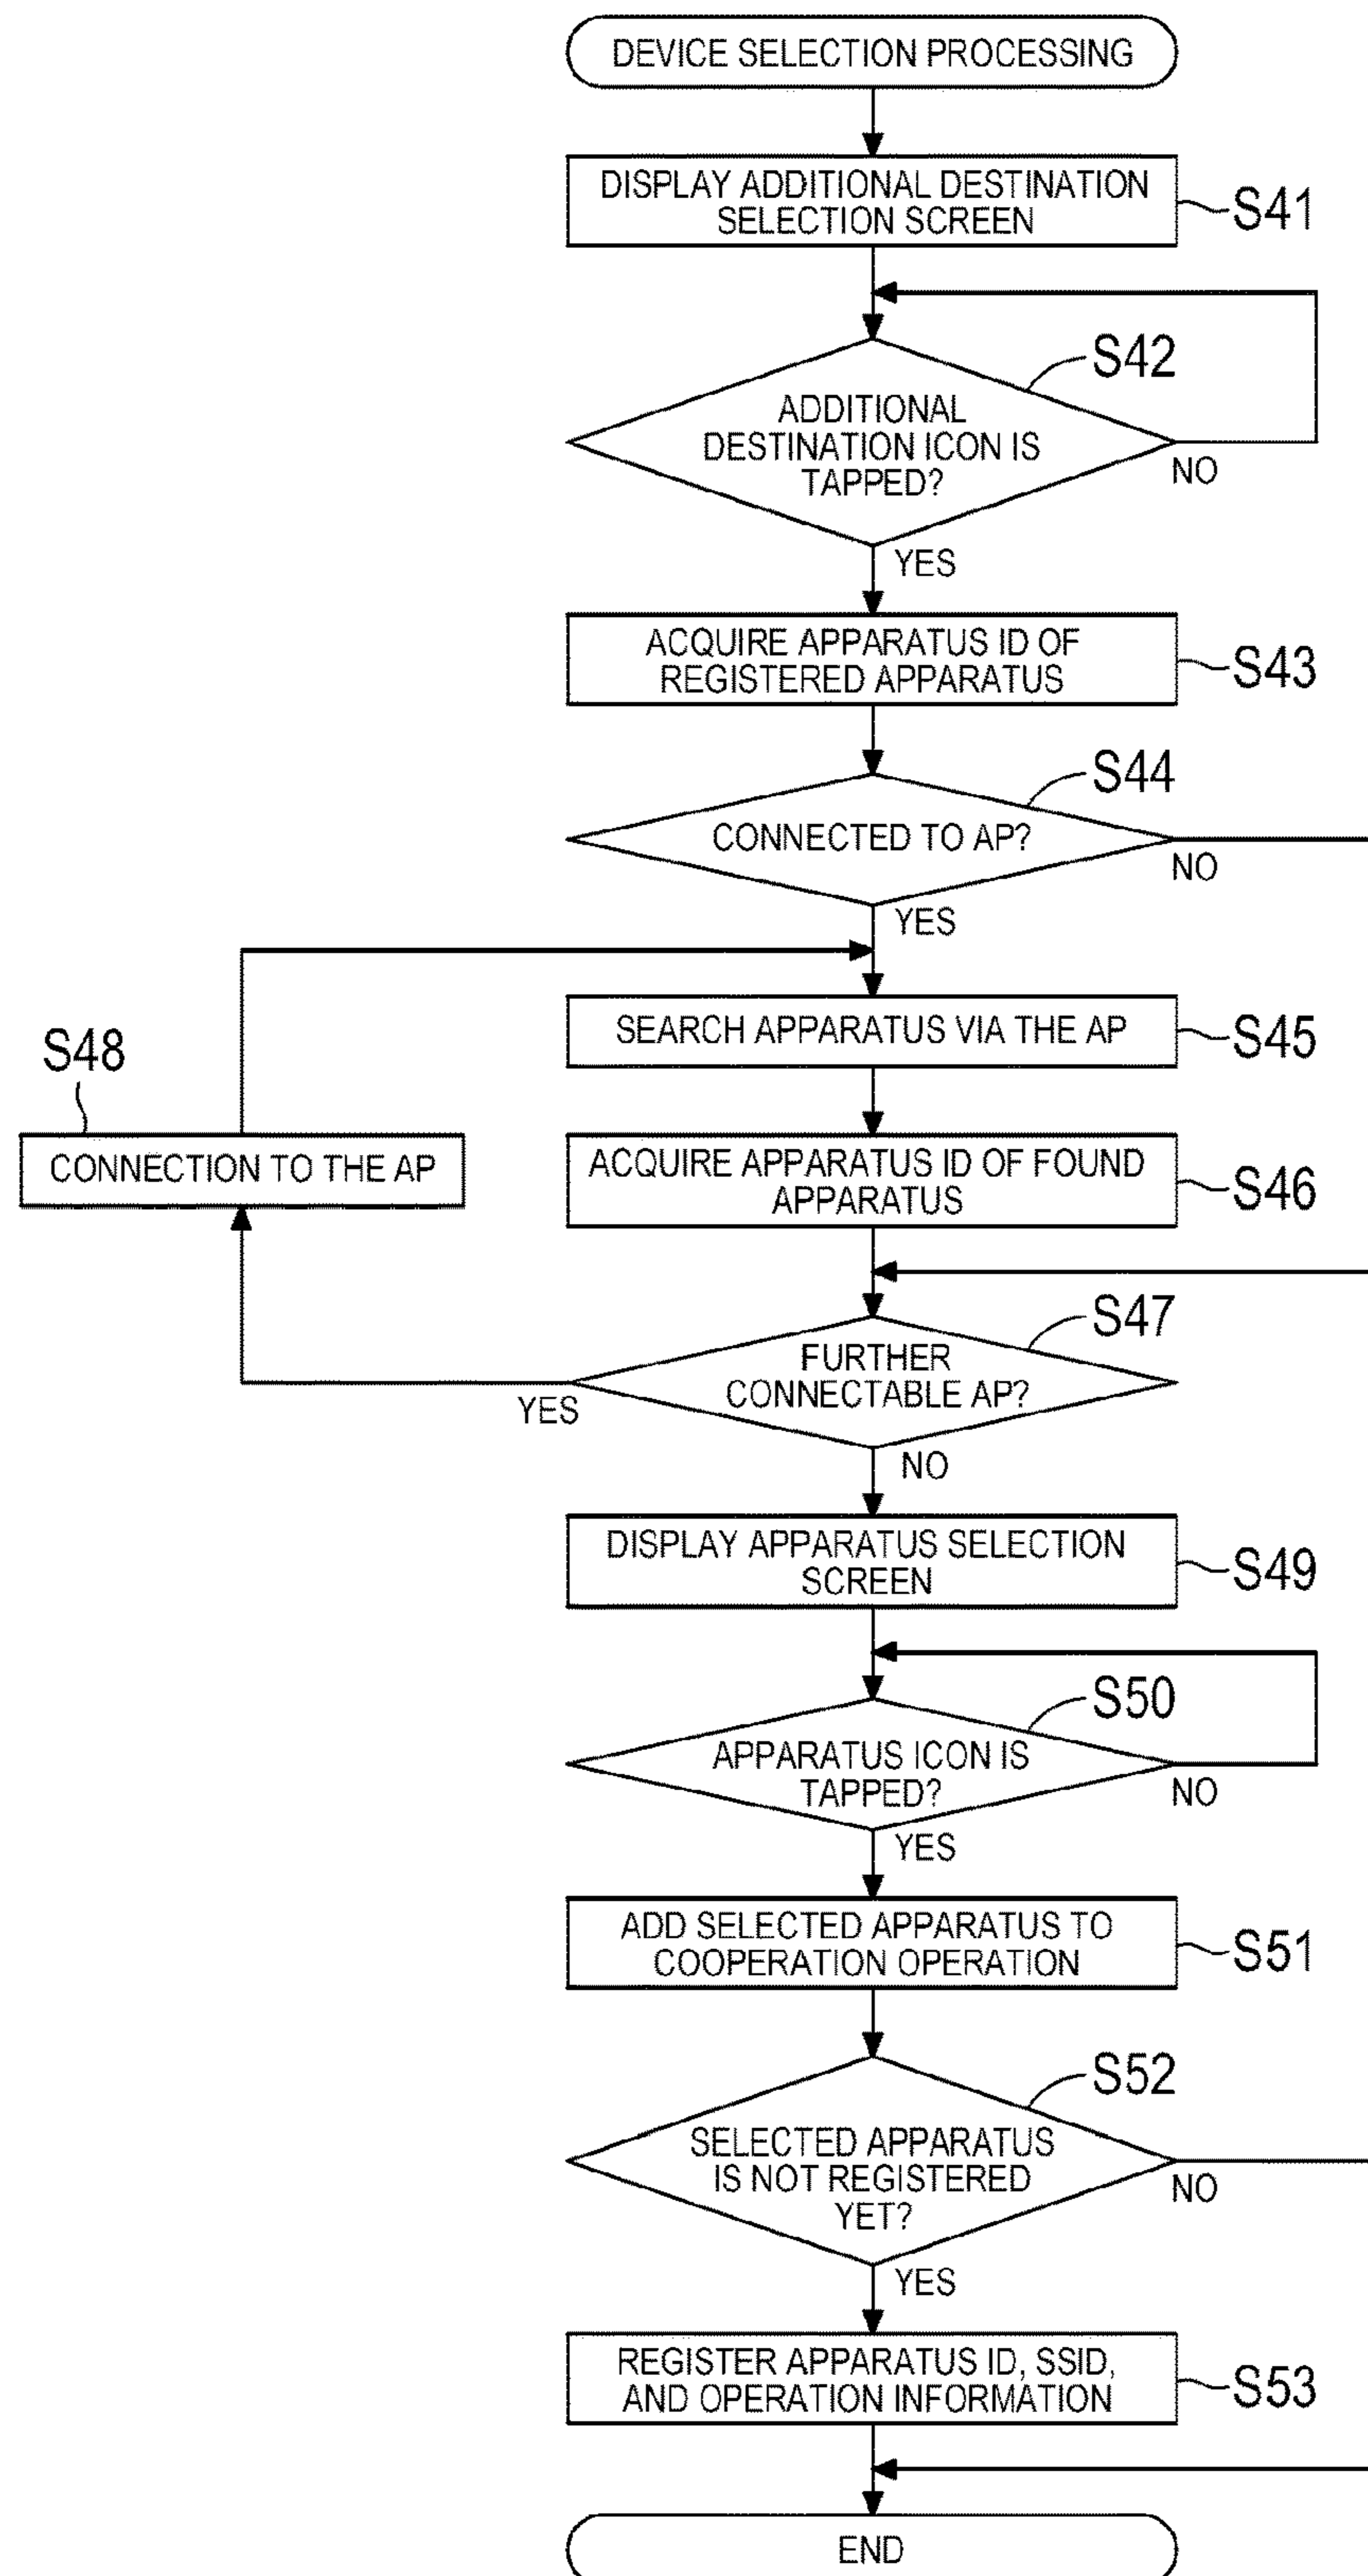 DEVICE SELECTION PROCESSING
DISPLAY ADDITIONAL DESTINATION
SELECTION SCREEN
S41
S42
ADDITIONAL
DESTINATION ICON IS
TAPPED?
NO
YES
ACQUIRE APPARATUS ID OF
REGISTERED APPARATUS
S43
S44
CONNECTED TO AP?
NO
YES
SEARCH APPARATUS VIA THE AP
S45
S48
CONNECTION TO THE AP
ACQUIRE APPARATUS ID OF FOUND
APPARATUS
S46
S47
FURTHER
CONNECTABLE AP?
YES
NO
DISPLAY APPARATUS SELECTION
SCREEN
S49
S50
APPARATUS ICON IS
TAPPED?
NO
YES
ADD SELECTED APPARATUS TO
COOPERATION OPERATION
S51
S52
SELECTED APPARATUS
IS NOT REGISTERED
YET?
NO
YES
REGISTER APPARATUS ID, SSID,
AND OPERATION INFORMATION
S53
END